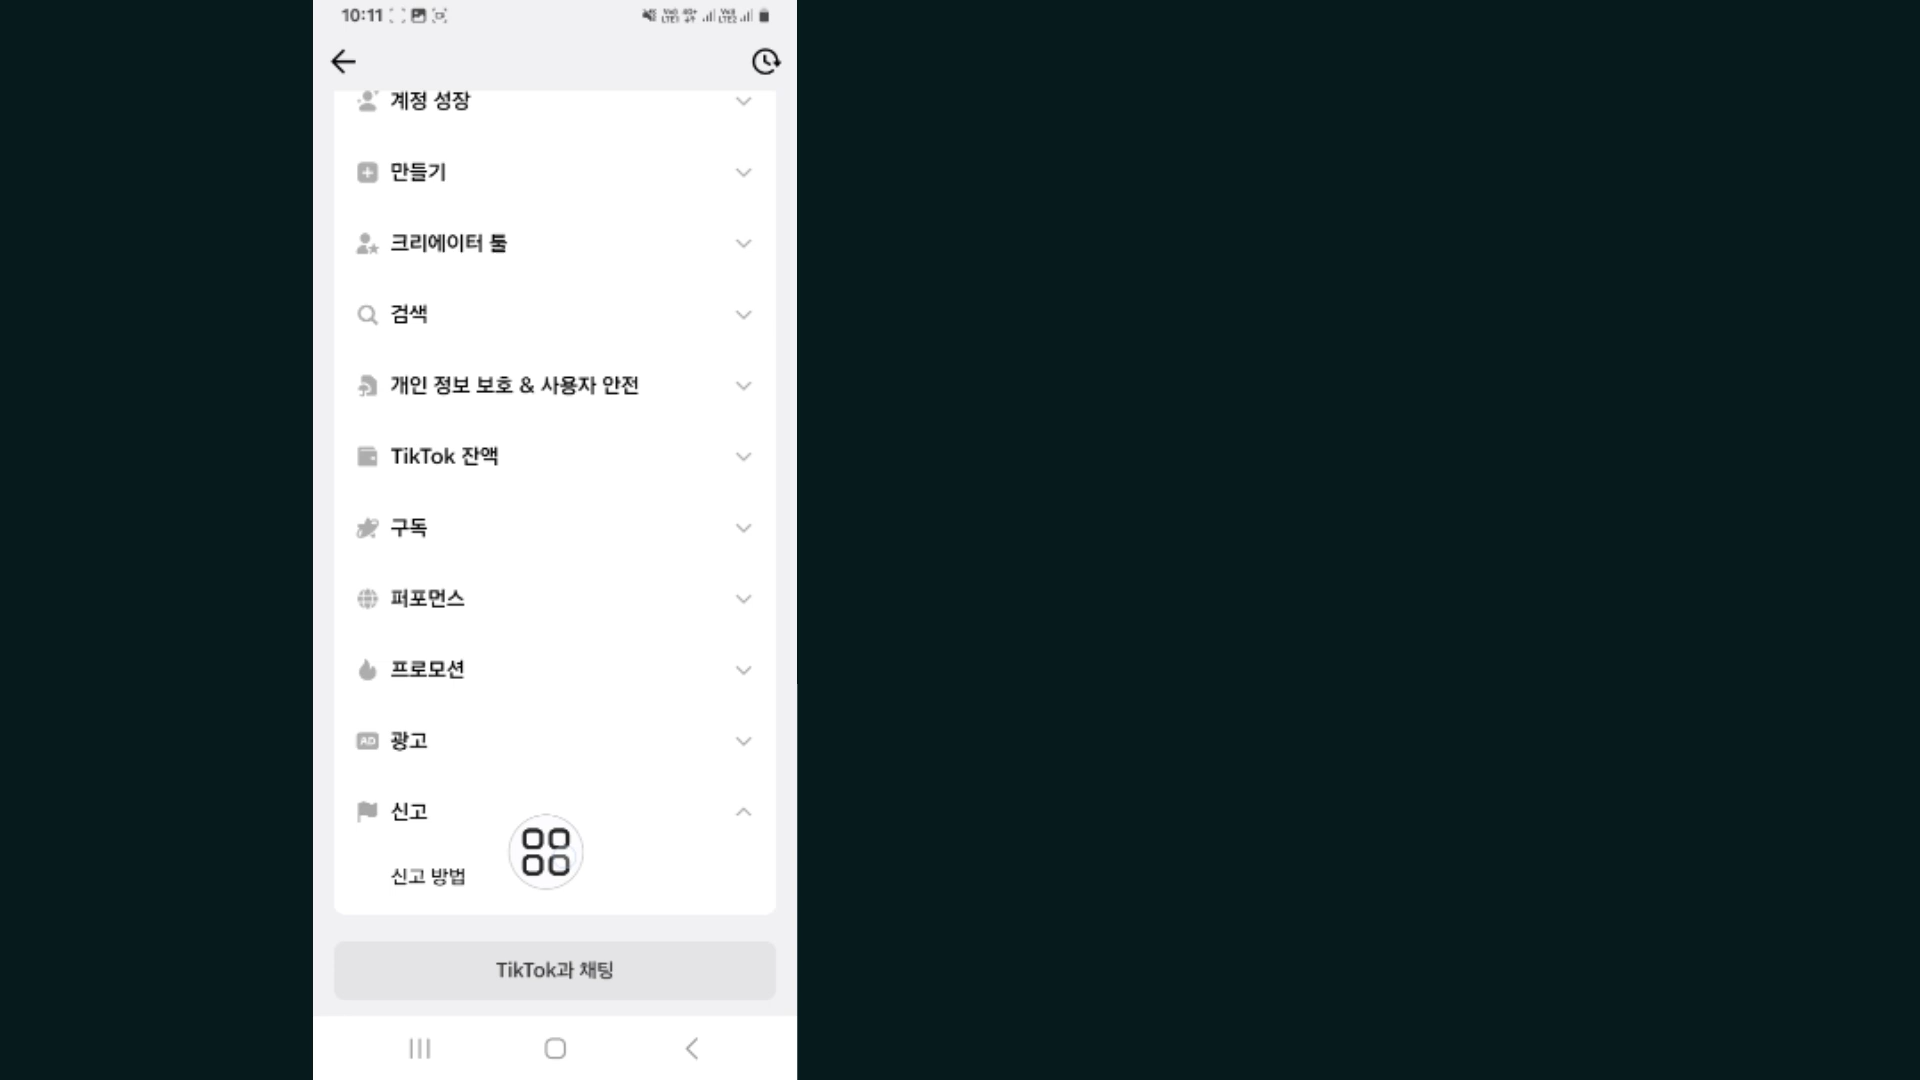 10:11
계정 성장
만들기
크리에이터 툴
검색
개인 정보 보호 & 사용자 안전
TikTok 잔액
구독
퍼포먼스
프로모션
AD 광고
신고
신고 방법
TikTok과 채팅